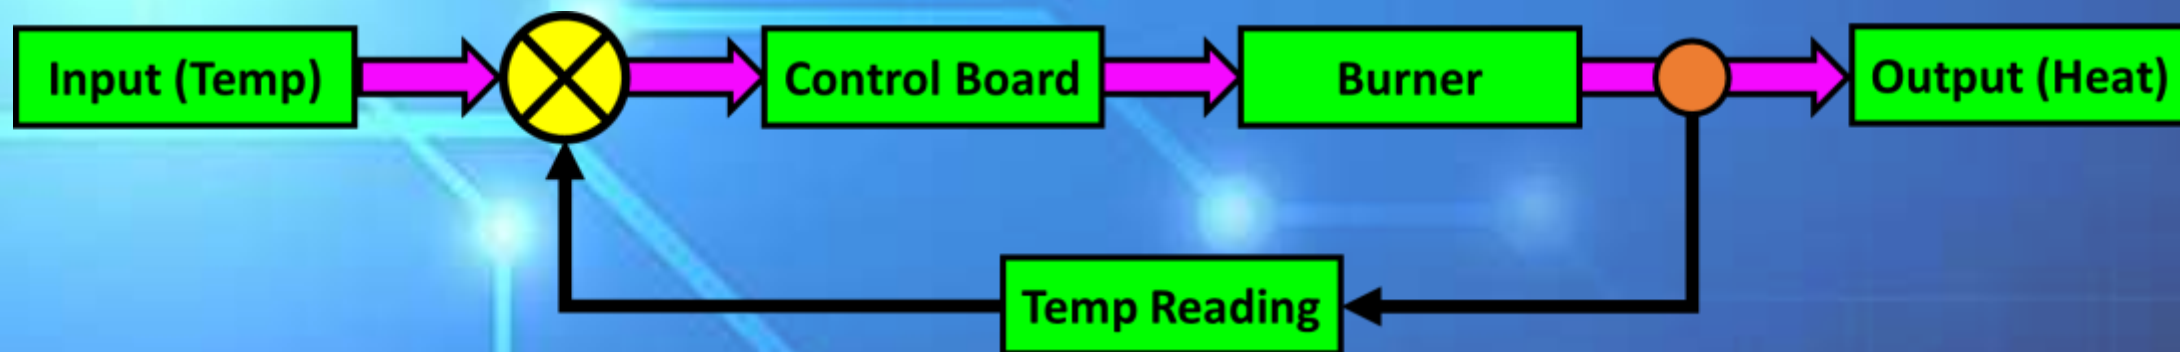 Input (Temp)
Control Board
Burner
Output (Heat)
Temp Reading